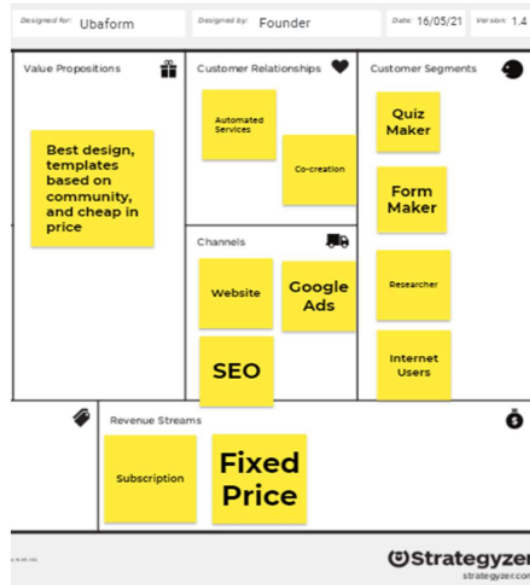 Designed for: Ubaform
Designed by: Founder
Date: 16/05/21
Version: 1.4
Value Propositions
Best design,
templates
based on
community,
and cheap in
price
Customer Relationships
Automated
Services
Co-creation
Channels
Website
Google
Ads
SEO
Customer Segments
Quiz
Maker
Form
Maker
Researcher
Internet
Users
Revenue Streams
Subscription
Fixed
Price
Strategyzer
strategyzer.com